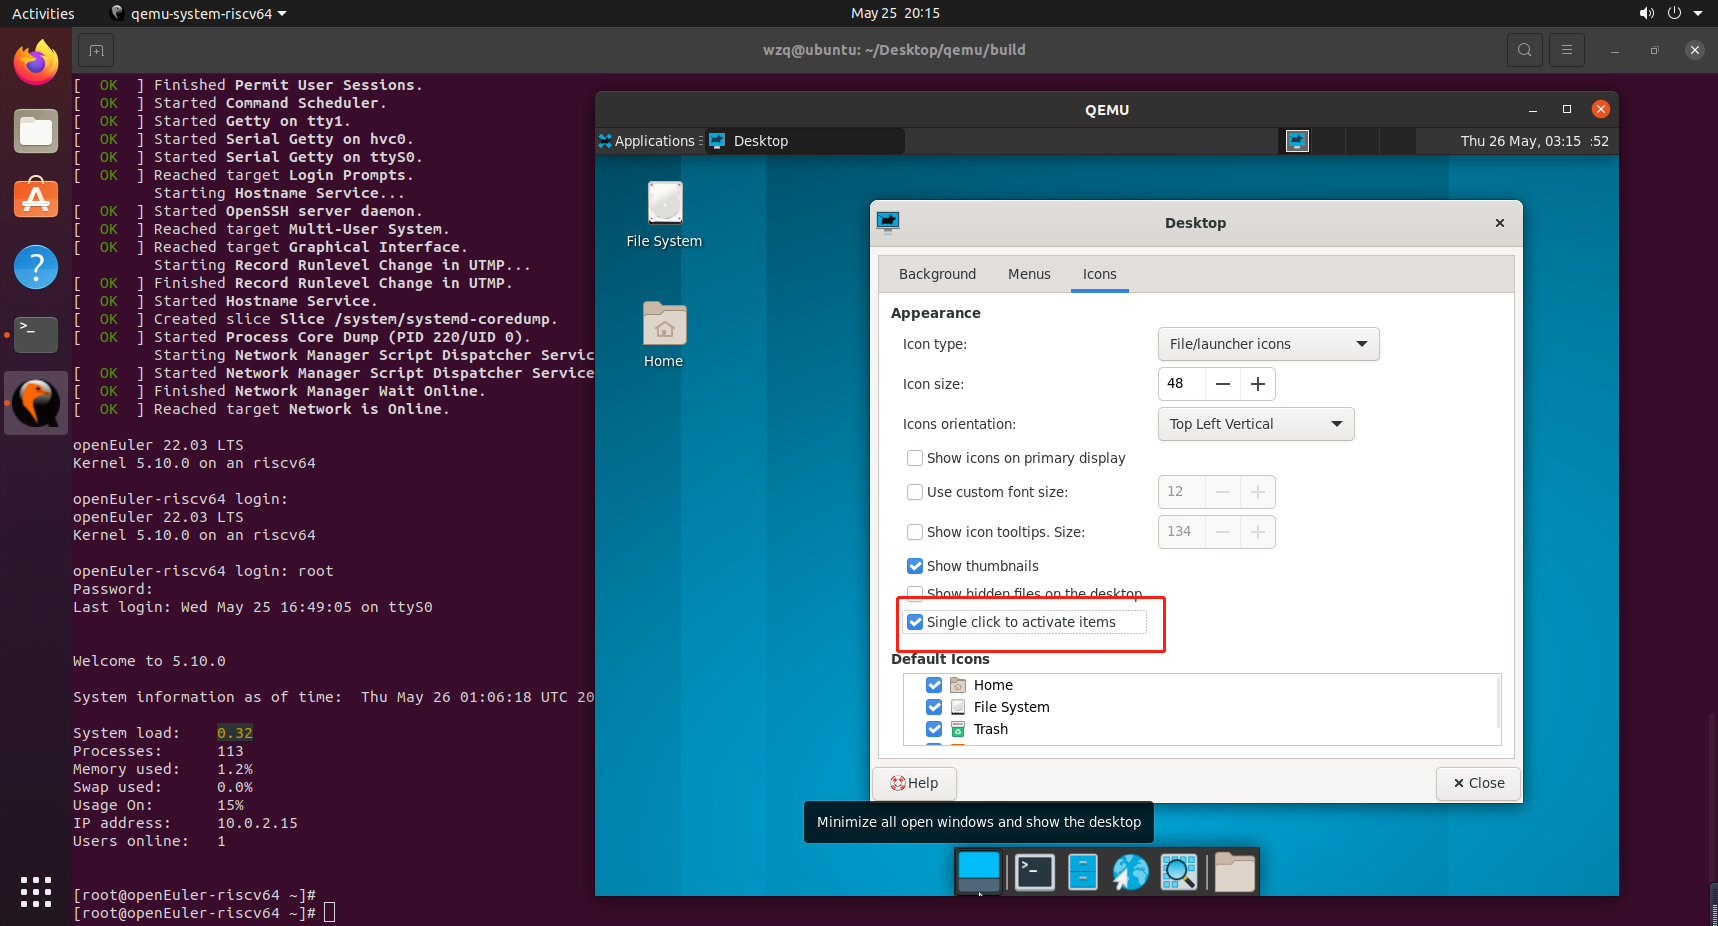 Activities
qemu-system-riscv64
May 25 20:15
wzq@ubuntu: ~/Desktop/qemu/build
[  OK  ] Finished Permit User Sessions.
[  OK  ] Started Command Scheduler.
[  OK  ] Started Getty on tty1.
[  OK  ] Started Serial Getty on hvc0.
[  OK  ] Started Serial Getty on ttyS0.
[  OK  ] Reached target Login Prompts.
Starting Hostname Service...
[  OK  ] Started OpenSSH server daemon.
[  OK  ] Reached target Multi-User System.
[  OK  ] Reached target Graphical Interface.
Starting Record Runlevel Change in UTMP...
[  OK  ] Finished Record Runlevel Change in UTMP.
[  OK  ] Started Hostname Service.
[  OK  ] Created slice Slice /system/systemd-coredump.
[  OK  ] Started Process Core Dump (PID 220/UID 0).
Starting Network Manager Script Dispatcher Servic
[  OK  ] Started Network Manager Script Dispatcher Service
[  OK  ] Finished Network Manager Wait Online.
[  OK  ] Reached target Network is Online.
openEuler 22.03 LTS
Kernel 5.10.0 on an riscv64
openEuler-riscv64 login:
openEuler 22.03 LTS
Kernel 5.10.0 on an riscv64
openEuler-riscv64 login: root
Password:
Last login: Wed May 25 16:49:05 on ttyS0
Welcome to 5.10.0
System information as of time:  Thu May 26 01:06:18 UTC 20
System load:    0.32
Processes:      113
Memory used:    1.2%
Swap used:      0.0%
Usage On:       15%
IP address:     10.0.2.15
Users online:   1
[root@openEuler-riscv64 ~]#
[root@openEuler-riscv64 ~]#
QEMU
Applications
Desktop
Thu 26 May, 03:15 :52
File System
Home
Desktop
Background
Menus
Icons
Appearance
Icon type: File/launcher icons
Icon size: 48
Icons orientation: Top Left Vertical
Show icons on primary display
Use custom font size: 12
Show icon tooltips. Size: 134
Show thumbnails
Show hidden files on the desktop
Single click to activate items
Default Icons
Home
File System
Trash
Help
Close
Minimize all open windows and show the desktop